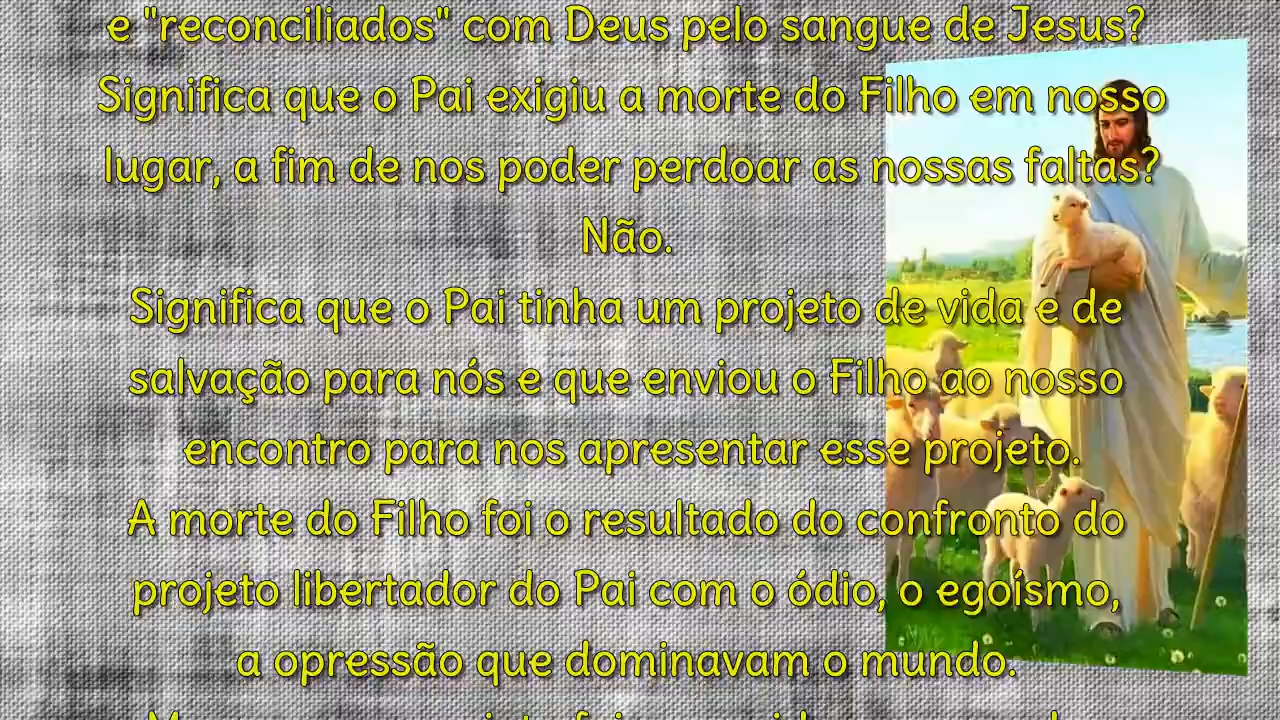 e "reconciliados" com Deus pelo sangue de Jesus?
Significa que o Pai exigiu a morte do Filho em nosso
lugar, a fim de nos poder perdoar as nossas faltas?
Não.
Significa que o Pai tinha um projeto de vida e de
salvação para nós e que enviou o Filho ao nosso
encontro para nos apresentar esse projeto.
A morte do Filho foi o resultado do confronto do
projeto libertador do Pai com o ódio, o egoísmo,
a opressão que dominavam o mundo.